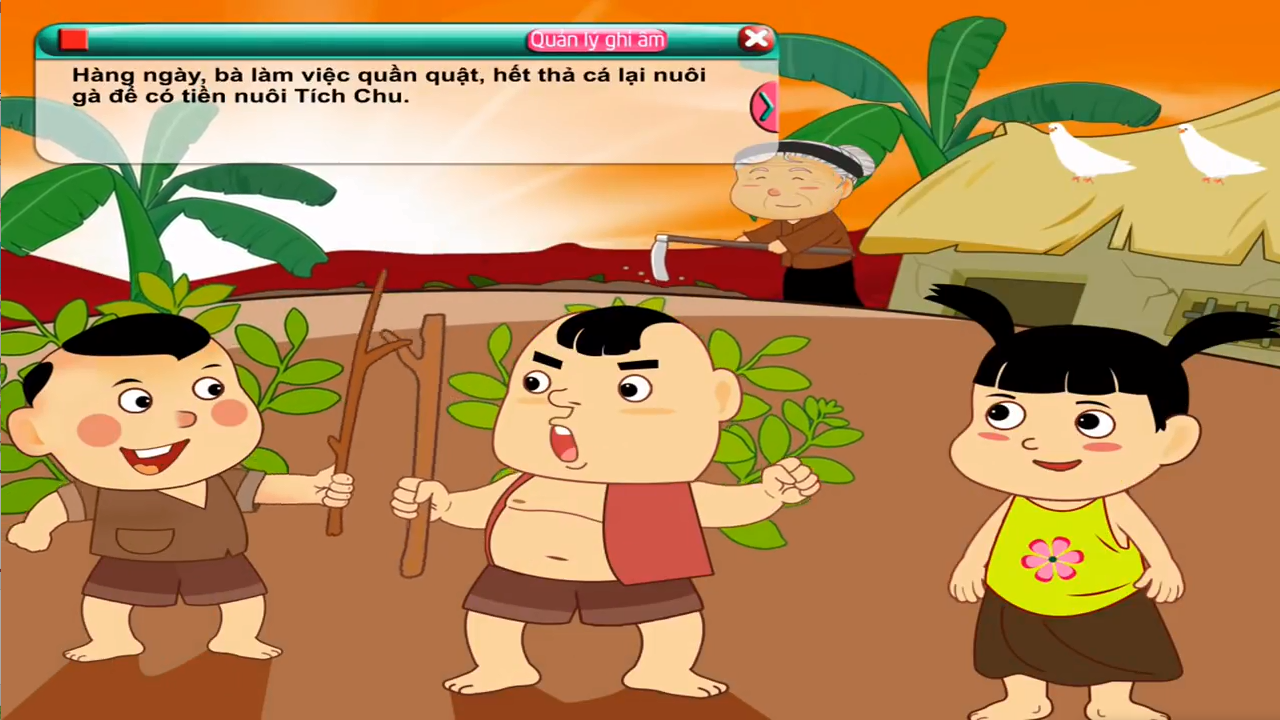 Quản lý ghi âm
Hàng ngày, bà làm việc quần quật, hết thả cá lại nuôi
gà để có tiền nuôi Tích Chu.